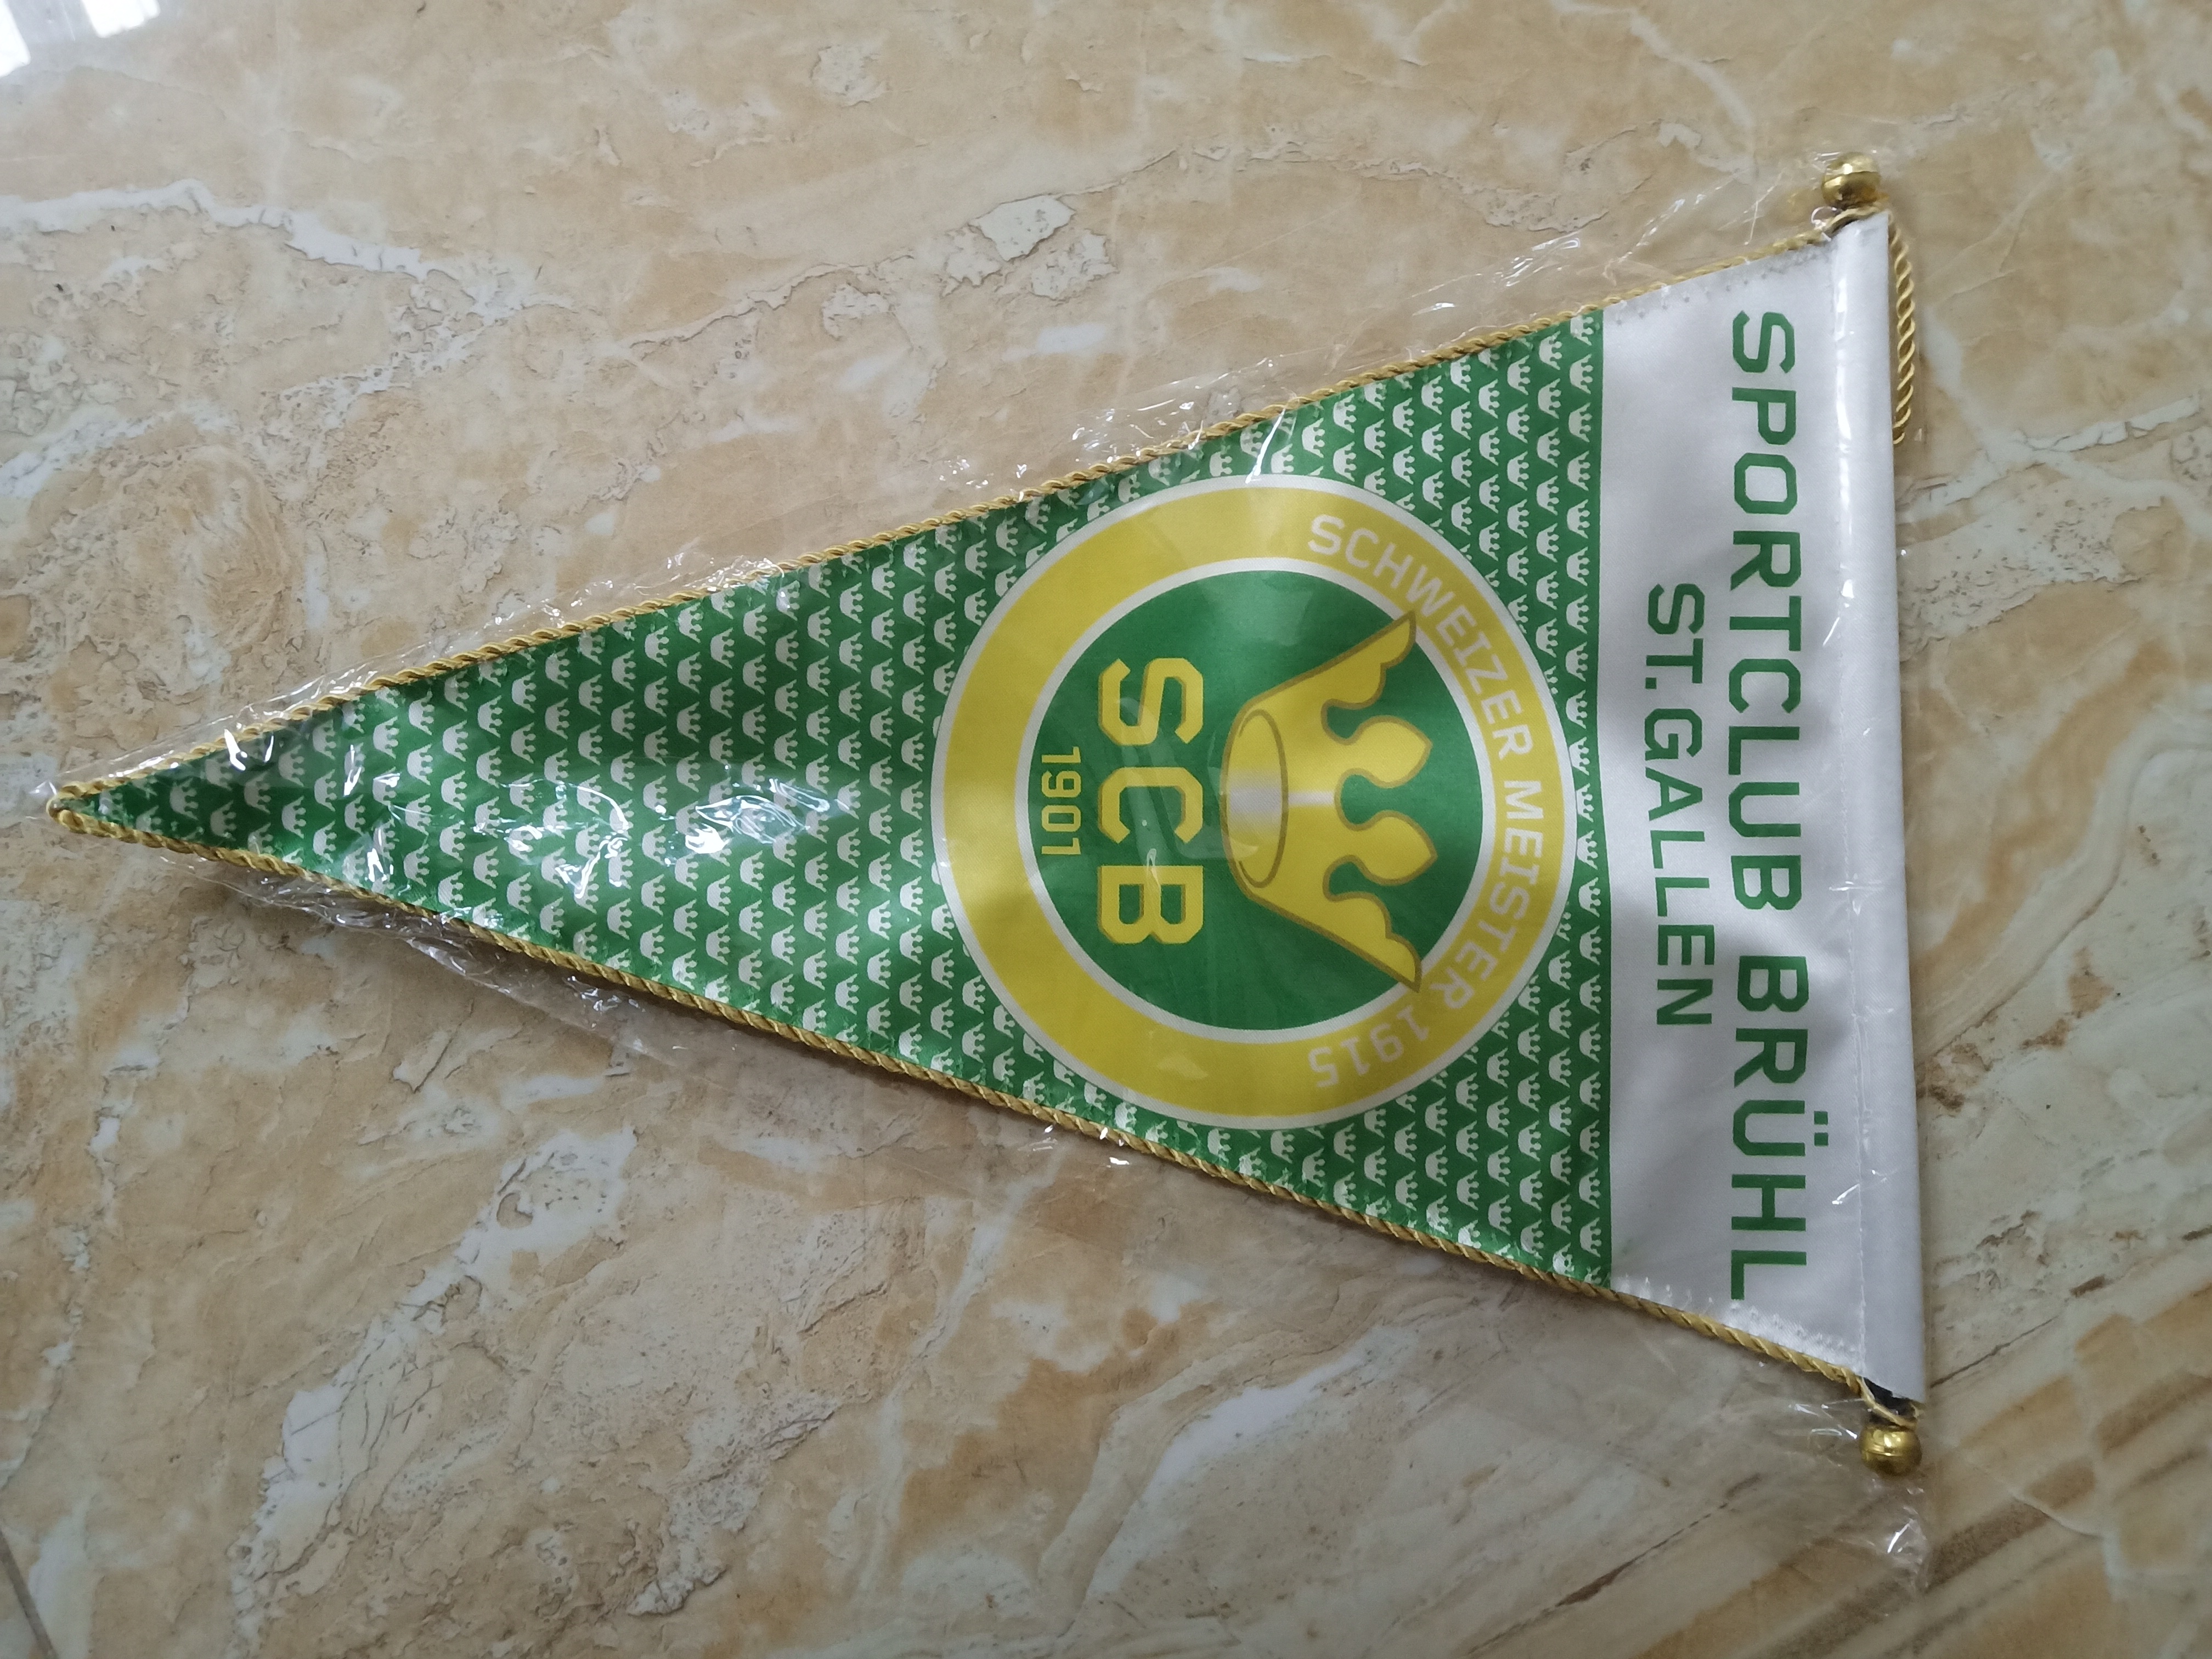 SPORTCLUB BRÜHL
ST.GALLEN
SCHWEIZER MEISTER 1915
SCB
1901